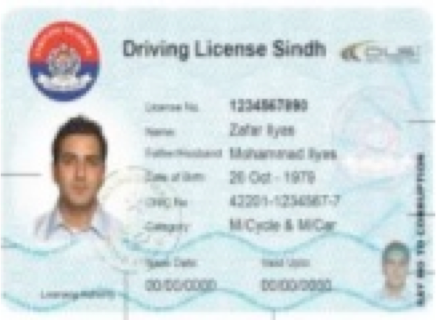 Driving License Sindh
DLS
License No. 1234567890
Name Zafar Ilyas
Father/Husband Mohammad Ilyas
Date of Birth 26 Oct - 1979
CNIC No 42201-1234567-7
Category M/Cycle & M/Car
Issue Date Valid Upto
00/00/0000 00/00/0000
Licensing Authority
SAY NO TO CORRUPTION